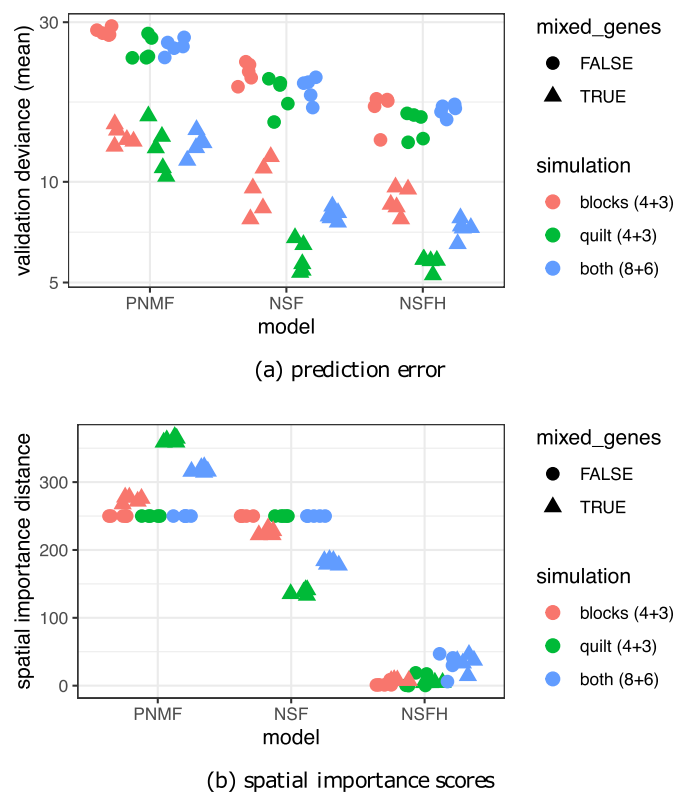 30
10
5
validation deviance (mean)
PNMF NSF NSFH
model
mixed_genes
FALSE
TRUE
simulation
blocks (4+3)
quilt (4+3)
both (8+6)
(a) prediction error
300
200
100
0
spatial importance distance
PNMF NSF NSFH
model
mixed_genes
FALSE
TRUE
simulation
blocks (4+3)
quilt (4+3)
both (8+6)
(b) spatial importance scores